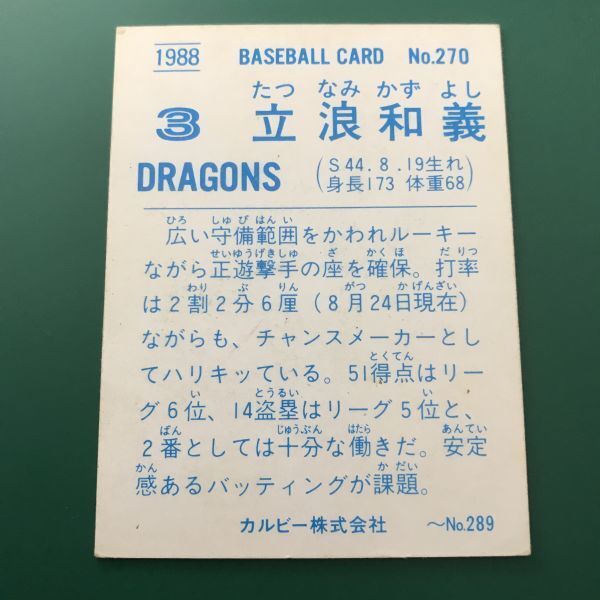 1988 BASEBALL CARD No.270
たつ なみ かず よし
3 立浪和義
DRAGONS (S44.8.19生れ
身長173 体重68)
ひろ しゅび はんい
広い守備範囲をかわれルーキー
せいゆうげきしゅ ざ かくほ だりつ
ながら正遊撃手の座を確保。打率
わり ぶ りん がつ かげんざい
は2割2分6厘(8月24日現在)
ながらも、チャンスメーカーとし
とくてん
てハリキッている。51得点はリー
い とうるい い
グ6位、14盗塁はリーグ5位と、
ばん じゅうぶん はたら あんてい
2番としては十分な働きだ。安定
かん かだい
感あるバッティングが課題。
カルビー株式会社 〜No.289